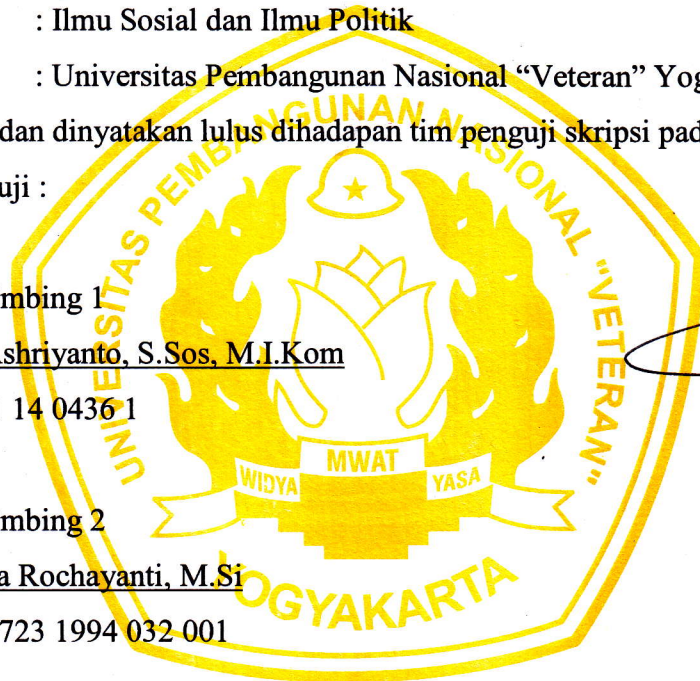 : Ilmu Sosial dan Ilmu Politik
: Universitas Pembangunan Nasional “Veteran” Yog
dan dinyatakan lulus dihadapan tim penguji skripsi pad
uji :
mbing 1
shriyanto, S.Sos, M.I.Kom
14 0436 1
mbing 2
a Rochayanti, M.Si
723 1994 032 001
UNIVERSITAS PEMBANGUNAN NASIONAL "VETERAN"
WIDYA MWAT YASA
YOGYAKARTA